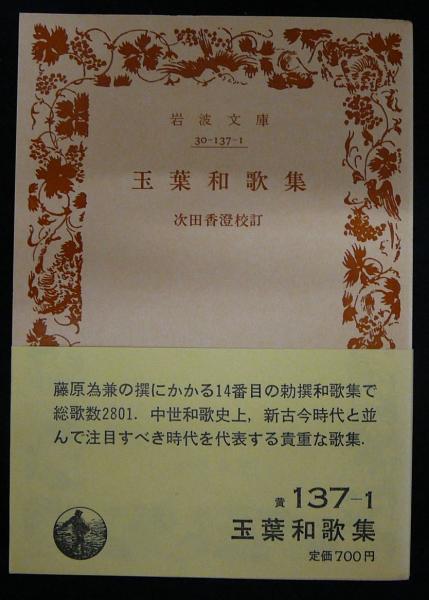 岩波文庫
30-137-1
玉葉和歌集
次田香澄校訂
藤原為兼の撰にかかる14番目の勅撰和歌集で
総歌数2801. 中世和歌史上, 新古今時代と並
んで注目すべき時代を代表する貴重な歌集.
黄 137-1
玉葉和歌集
定価700円